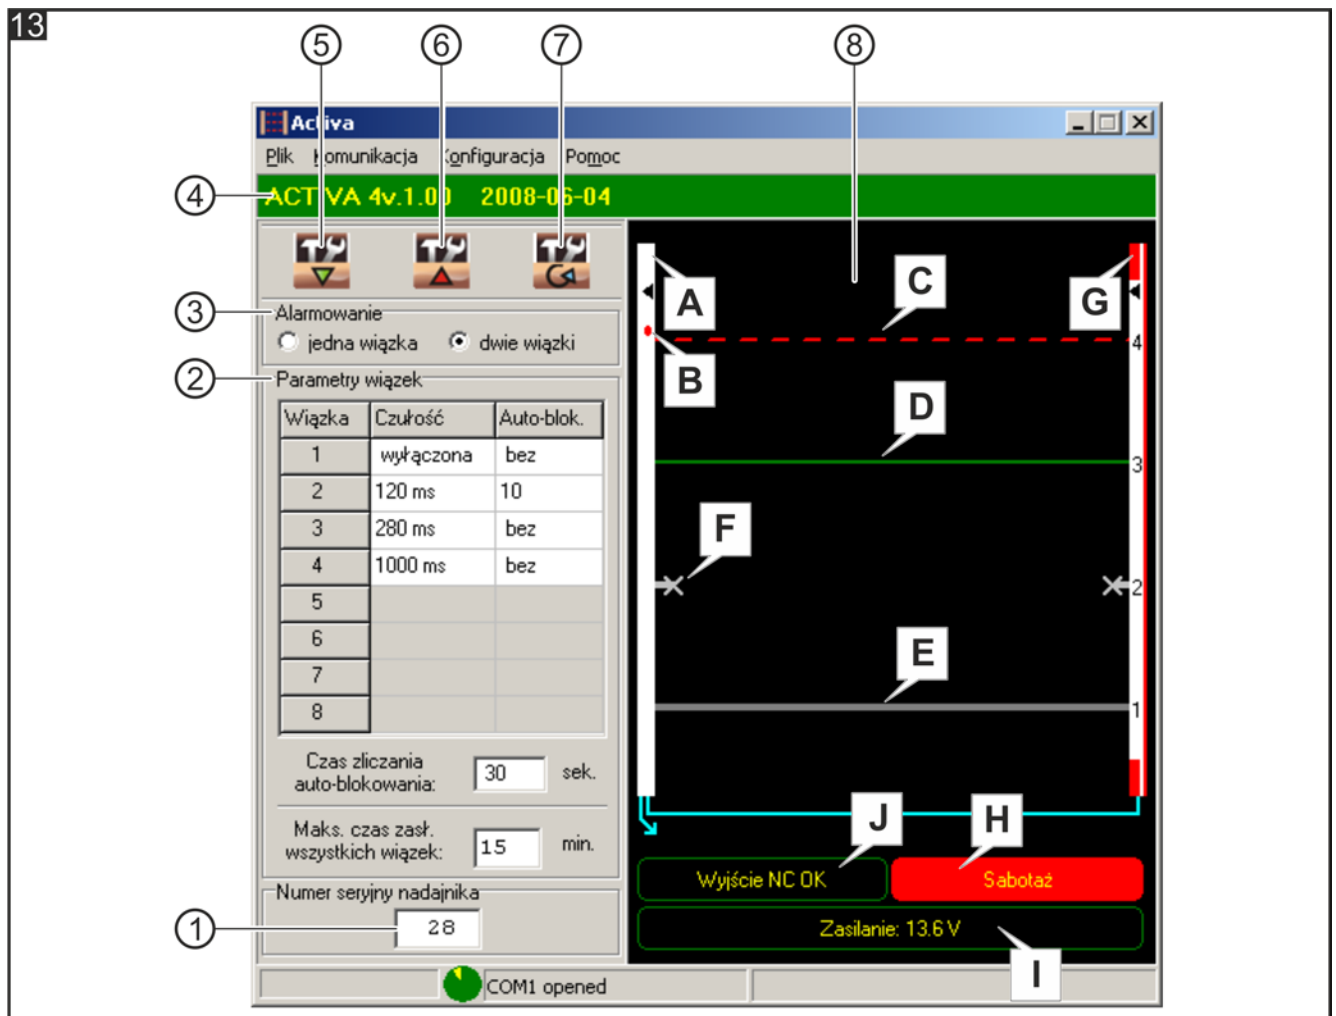 13
5 6 7 8
Activa
Plik Komunikacja Konfiguracja Pomoc
4
ACTIVA 4v.1.00 2008-06-04
A
C
G
3
Alarmowanie
jedna wiązka dwie wiązki
4
B
2
Parametry wiązek
D
Wiązka Czułość Auto-blok.
1 wyłączona bez
3
2 120 ms 10
3 280 ms bez
F
4 1000 ms bez
2
5
6
E
7
8
1
Czas zliczania
auto-blokowania: 30 sek.
J
H
Maks. czas zasł.
wszystkich wiązek: 15 min.
Wyjście NC OK
Sabotaż
Numer seryjny nadajnika
1
28
Zasilanie: 13.6 V
I
COM1 opened